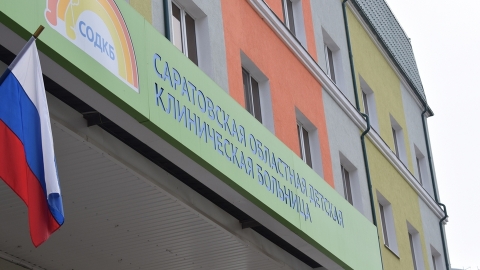 СОДКБ
САРАТОВСКАЯ ОБЛАСТНАЯ ДЕТСКАЯ
КЛИНИЧЕСКАЯ БОЛЬНИЦА